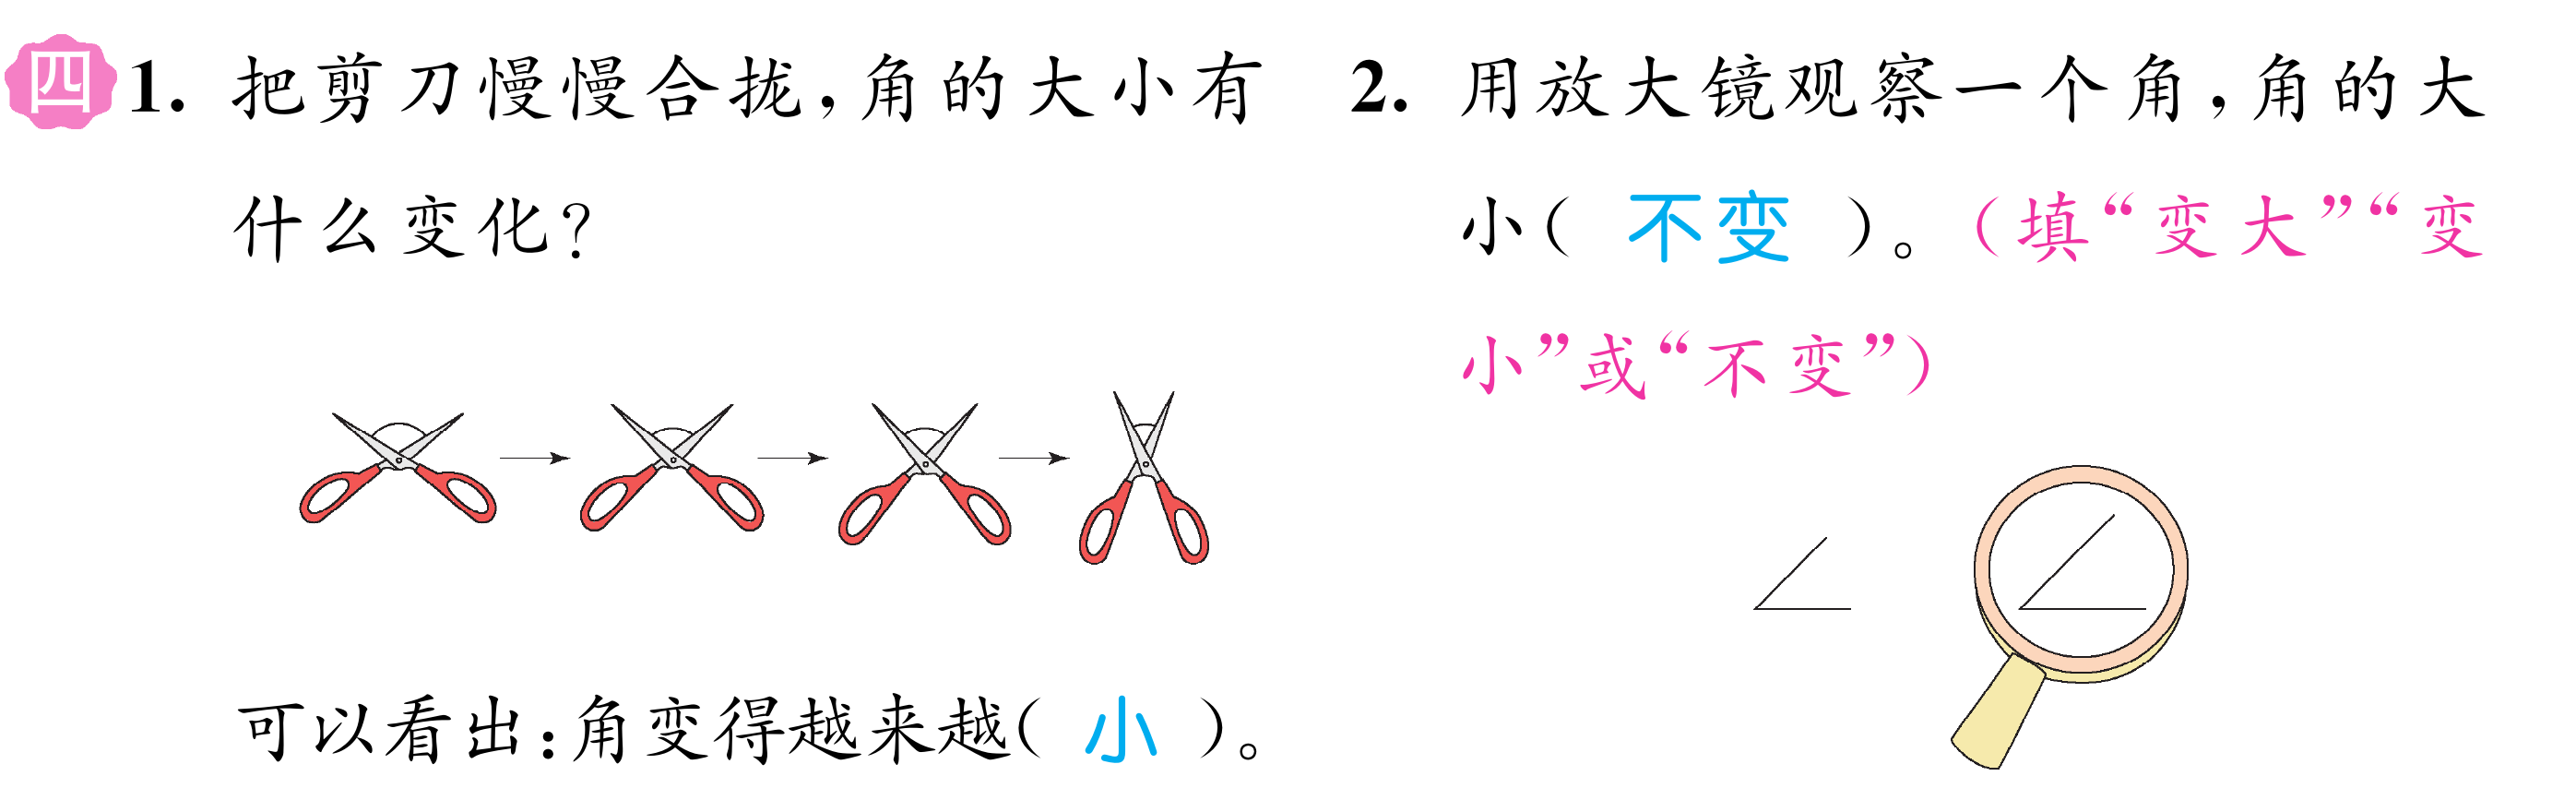 四 1. 把剪刀慢慢合拢,角的大小有
什么变化?
可以看出:角变得越来越( 小 )。
2. 用放大镜观察一个角,角的大
小( 不变 )。(填“变大”“变
小”或“不变”)